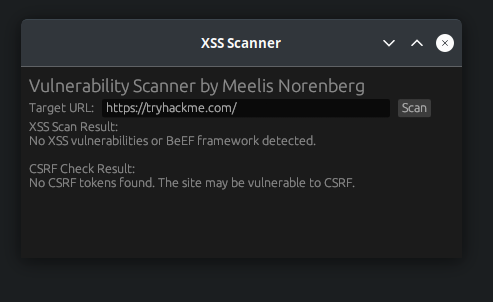 XSS Scanner
Vulnerability Scanner by Meelis Norenberg
Target URL: https://tryhackme.com/ Scan
XSS Scan Result:
No XSS vulnerabilities or BeEF framework detected.
CSRF Check Result:
No CSRF tokens found. The site may be vulnerable to CSRF.